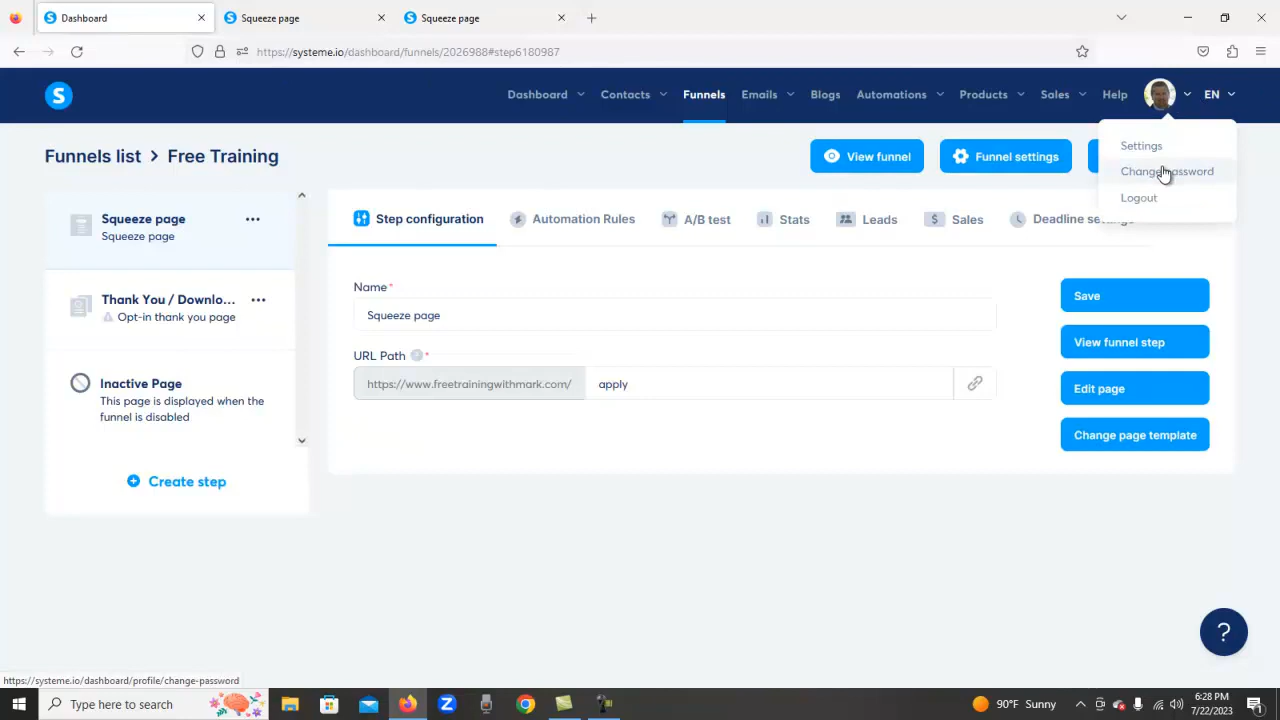 Dashboard
Squeeze page
Squeeze page
https://systeme.io/dashboard/funnels/2026988#step6180987
S
Dashboard
Contacts
Funnels
Emails
Blogs
Automations
Products
Sales
Help
EN
Funnels list > Free Training
View funnel
Funnel settings
Settings
Change password
Logout
Squeeze page
Squeeze page
Thank You / Downlo...
Opt-in thank you page
Inactive Page
This page is displayed when the
funnel is disabled
Create step
Step configuration
Automation Rules
A/B test
Stats
Leads
Sales
Deadline settings
Name*
Squeeze page
URL Path ?*
https://www.freetrainingwithmark.com/
apply
Save
View funnel step
Edit page
Change page template
?
https://systeme.io/dashboard/profile/change-password
Type here to search
90°F Sunny
6:28 PM
7/22/2023